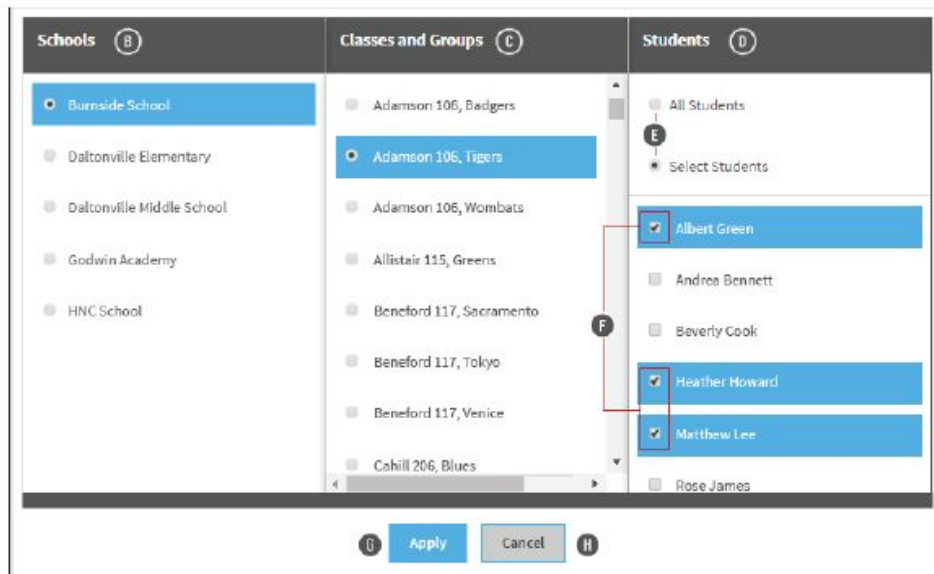 Schools B
Burnside School
Daltonville Elementary
Daltonville Middle School
Godwin Academy
HNC School
Classes and Groups C
Adamson 106, Badgers
Adamson 106, Tigers
Adamson 106, Wombats
Allistair 115, Greens
Beneford 117, Sacramento
Beneford 117, Tokyo
Beneford 117, Venice
Cahill 206, Blues
Students D
All Students
E
Select Students
Albert Green
Andrea Bennett
F
Beverly Cook
Heather Howard
Matthew Lee
Rose James
G Apply Cancel H